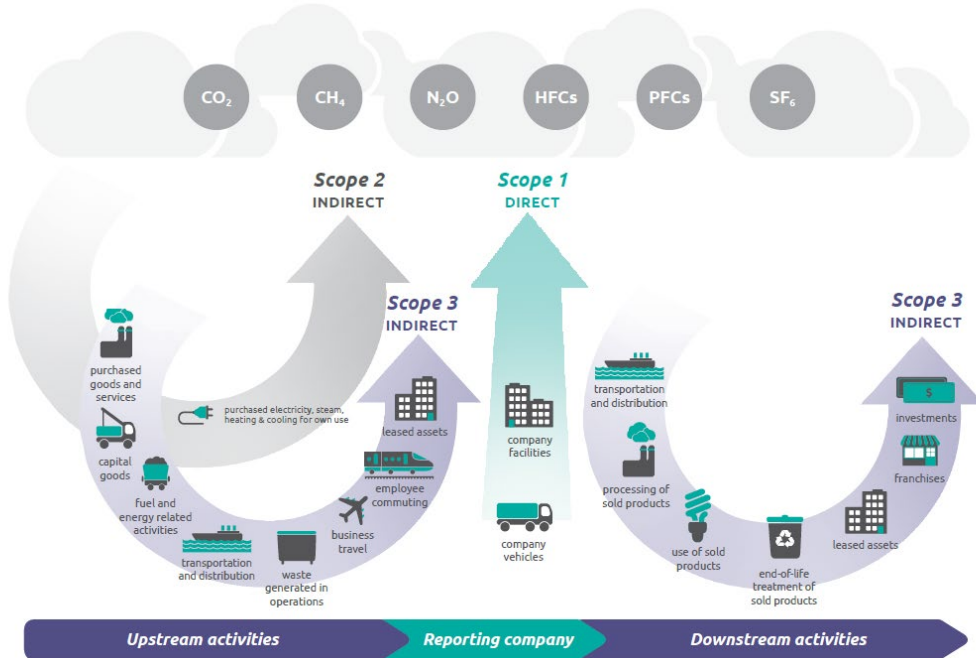 CO₂
CH₄
N₂O
HFCs
PFCs
SF₆
Scope 2
INDIRECT
Scope 1
DIRECT
Scope 3
INDIRECT
Scope 3
INDIRECT
purchased
goods and
services
capital
goods
fuel and
energy related
activities
transportation
and distribution
waste
generated in
operations
business
travel
employee
commuting
leased assets
purchased electricity, steam,
heating & cooling for own use
company
facilities
company
vehicles
transportation
and distribution
processing of
sold products
use of sold
products
end-of-life
treatment of
sold products
leased assets
franchises
$
investments
Upstream activities
Reporting company
Downstream activities